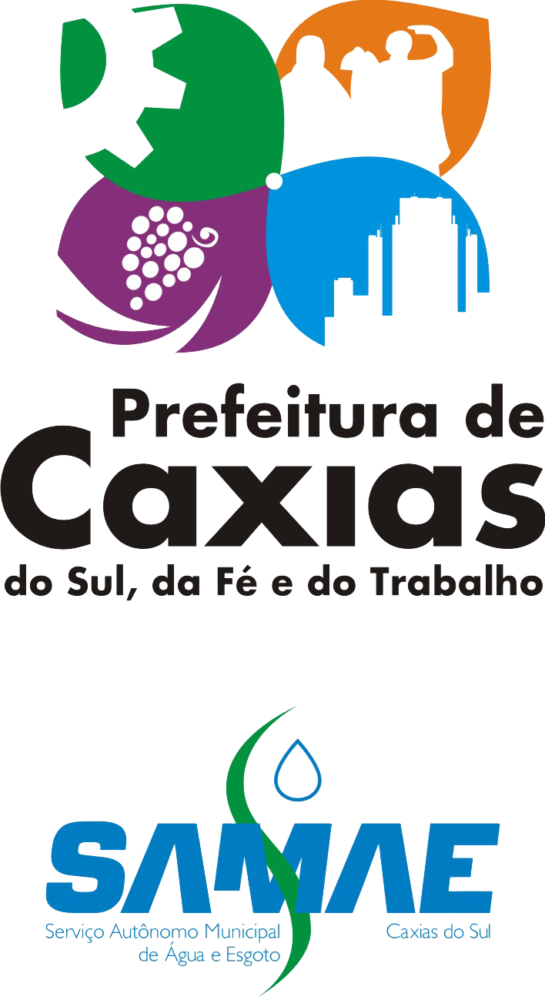 Prefeitura de
Caxias
do Sul, da Fé e do Trabalho
SAMAE
Serviço Autônomo Municipal
de Água e Esgoto
Caxias do Sul